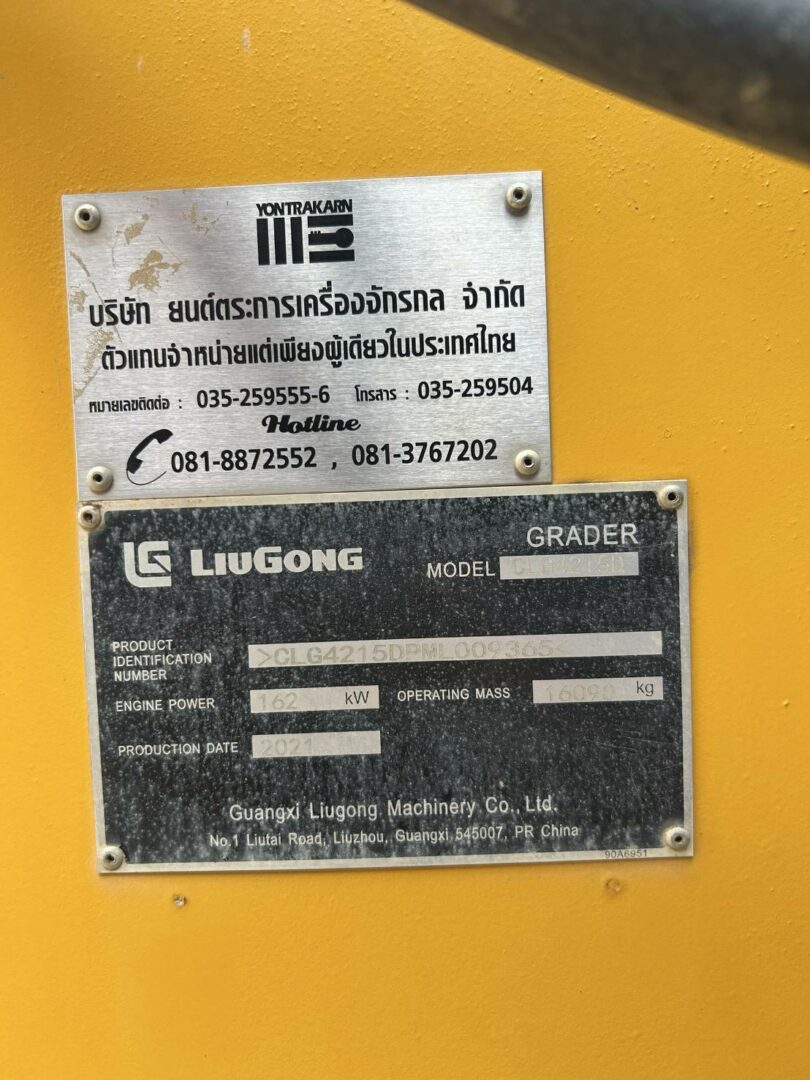 YONTRAKARN
บริษัท ยนต์ตระการเครื่องจักรกล จำกัด
ตัวแทนจำหน่ายแต่เพียงผู้เดียวในประเทศไทย
หมายเลขติดต่อ : 035-259555-6 โทรสาร : 035-259504
Hotline
081-8872552 , 081-3767202
LG LIUGONG
GRADER
MODEL CLG4215D
PRODUCT IDENTIFICATION NUMBER >CLG4215DPML009365<
ENGINE POWER 162 kW OPERATING MASS 16090 kg
PRODUCTION DATE 2021
Guangxi Liugong Machinery Co., Ltd.
No.1 Liutai Road, Liuzhou, Guangxi 545007, PR China
90A6951